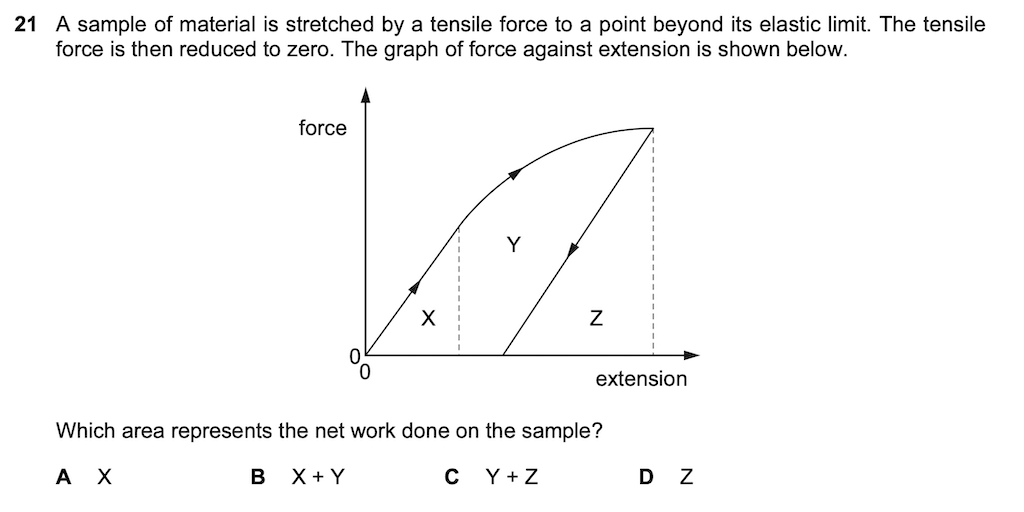 21 A sample of material is stretched by a tensile force to a point beyond its elastic limit. The tensile
force is then reduced to zero. The graph of force against extension is shown below.
force
Y
X
Z
0
0
extension
Which area represents the net work done on the sample?
A X B X + Y C Y + Z D Z